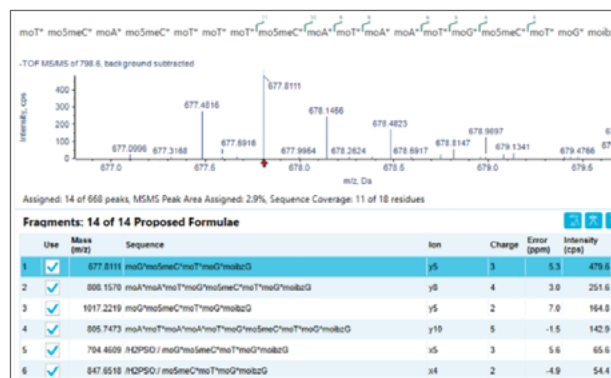 moT* mo5meC* moA* mo5meC* moT* moT* moT* mo5meC* moA* moT* moA* moA* moT* moG* mo5meC* moT* moG* moibz
-TOF MS/MS of 798.6, background subtracted
Intensity, cps
400
300
200
100
0
677.0996
677.3168
677.4816
677.6916
677.8111
677.9964
678.1466
678.2624
678.4823
678.5917
678.8147
678.9897
679.1341
679.4766
677.0
677.5
678.0
678.5
679.0
679.5
m/z, Da
Assigned: 14 of 668 peaks, MSMS Peak Area Assigned: 2.9%, Sequence Coverage: 11 of 18 residues
Fragments: 14 of 14 Proposed Formulae
Use Mass (m/z) Sequence Ion Charge Error (ppm) Intensity (cps)
1 677.8111 moG*mo5meC*moT*moG*moibzG y5 3 5.3 479.6
2 808.1570 moA*moA*moT*moG*mo5meC*moT*moG*moibzG y8 4 3.0 251.6
3 1017.2219 moG*mo5meC*moT*moG*moibzG y5 2 7.0 164.8
4 805.7473 moA*moT*moA*moA*moT*moG*mo5meC*moT*moG*moibzG y10 5 -1.5 142.9
5 704.4609 /H2PSO/ moG*mo5meC*moT*moG*moibzG x5 3 5.6 65.6
6 847.6518 /H2PSO/ mo5meC*moT*moG*moibzG x4 2 -4.9 54.4